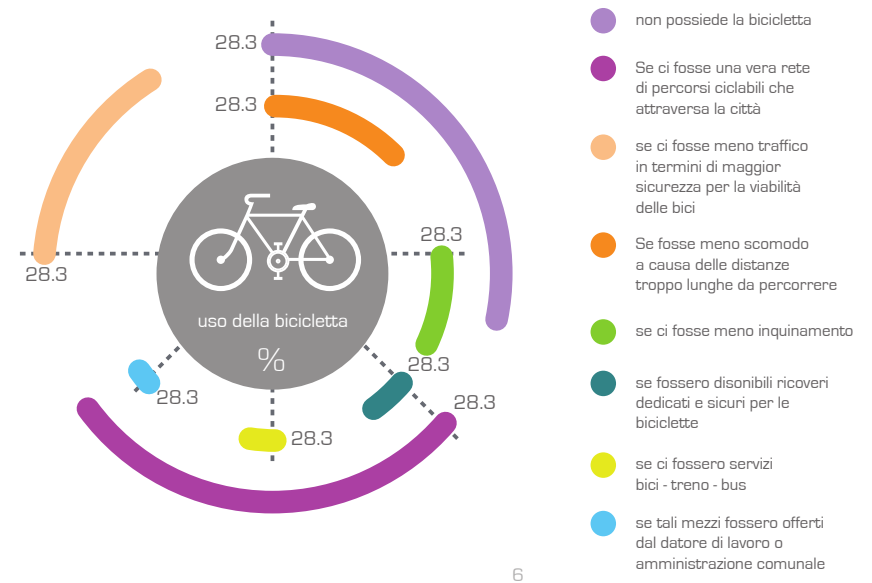 28.3
28.3
28.3
28.3
28.3
28.3
28.3
28.3
uso della bicicletta
%
non possiede la bicicletta
Se ci fosse una vera rete
di percorsi ciclabili che
attraversa la città
se ci fosse meno traffico
in termini di maggior
sicurezza per la viabilità
delle bici
Se fosse meno scomodo
a causa delle distanze
troppo lunghe da percorrere
se ci fosse meno inquinamento
se fossero disonibili ricoveri
dedicati e sicuri per le
biciclette
se ci fossero servizi
bici - treno - bus
se tali mezzi fossero offerti
dal datore di lavoro o
amministrazione comunale
6